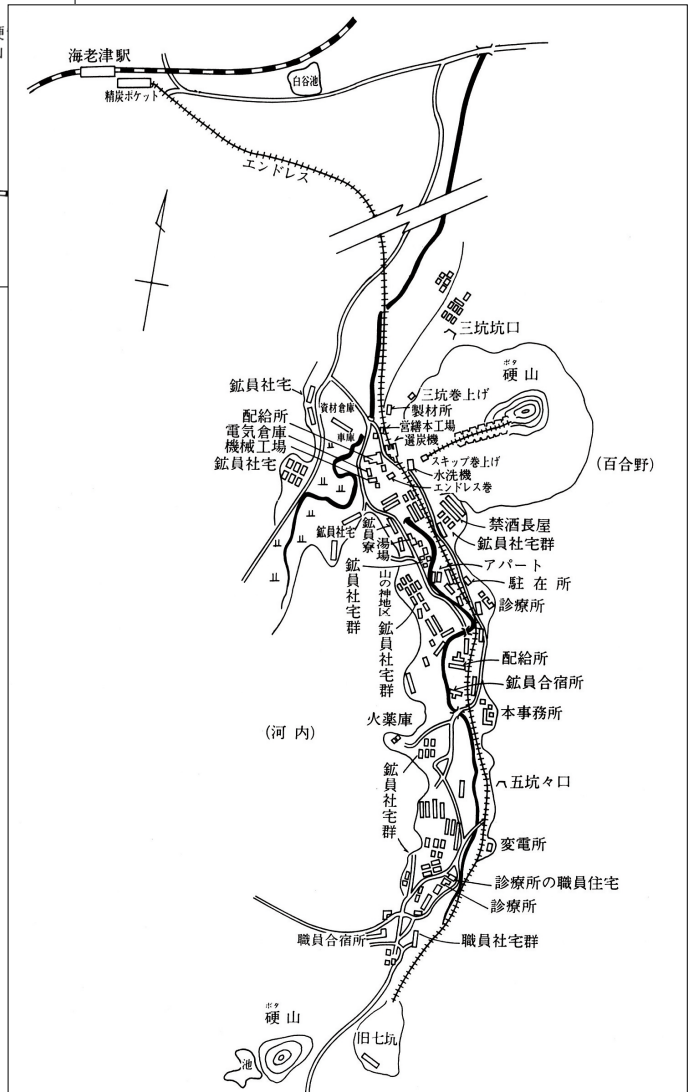 海老津駅
白谷池
精炭ポケット
エンドレス
三坑坑口
ボタ
硬山
鉱員社宅
三坑巻上げ
製材所
資材倉庫
配給所
営繕本工場
電気倉庫
車庫
選炭機
機械工場
スキップ巻上げ
鉱員社宅
水洗機
(百合野)
エンドレス巻
禁酒長屋
鉱員社宅
鉱員寮
鉱員社宅群
湯場
アパート
鉱員社宅群
山の神地区
駐在所
鉱員社宅群
診療所
配給所
鉱員合宿所
火薬庫
本事務所
(河内)
鉱員社宅群
五坑々口
変電所
診療所の職員住宅
診療所
職員合宿所
職員社宅群
ボタ
硬山
旧七坑
池